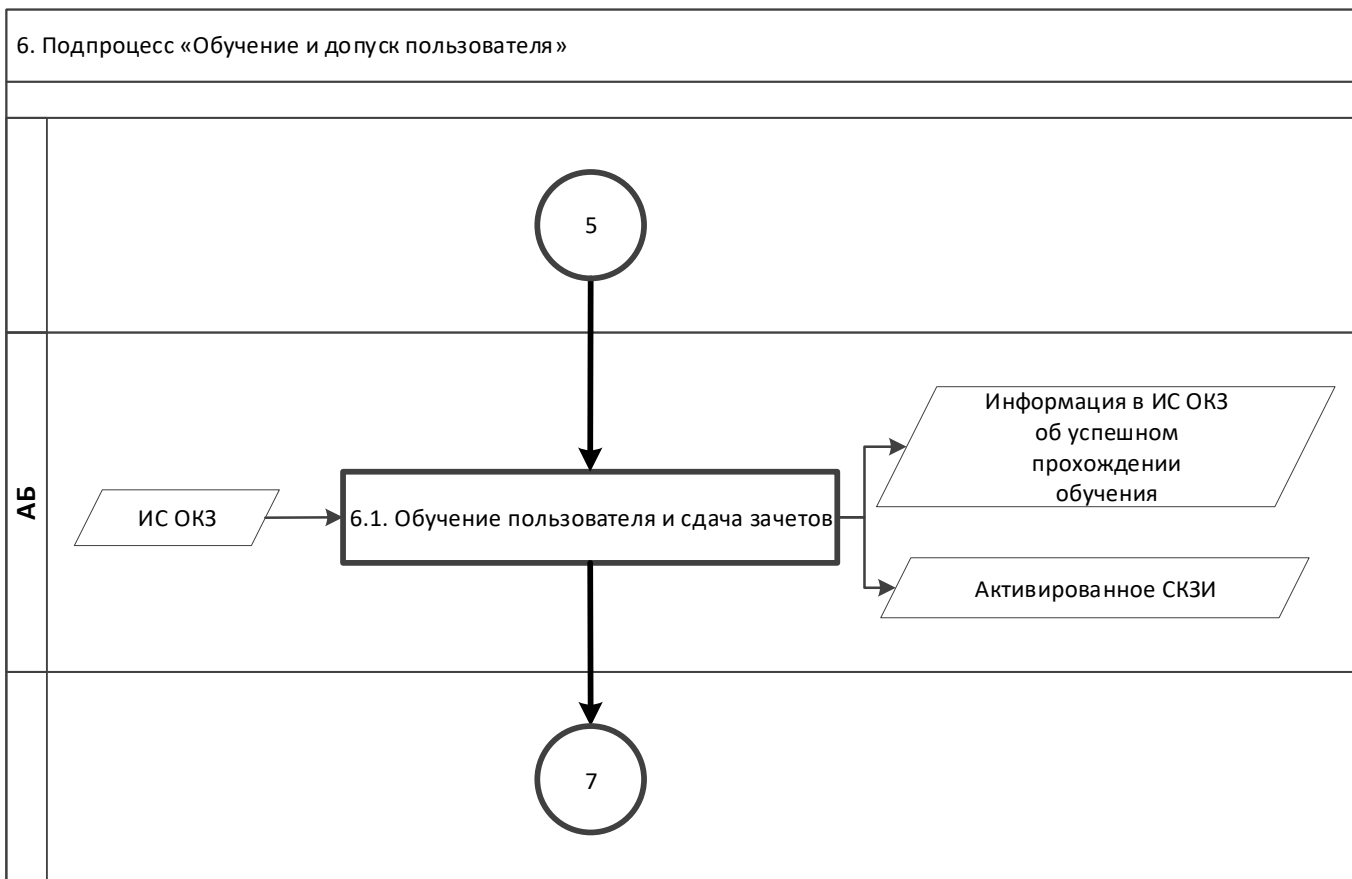 6. Подпроцесс «Обучение и допуск пользователя»
5
АБ
ИС ОКЗ
6.1. Обучение пользователя и сдача зачетов
Информация в ИС ОКЗ
об успешном
прохождении
обучения
Активированное СКЗИ
7